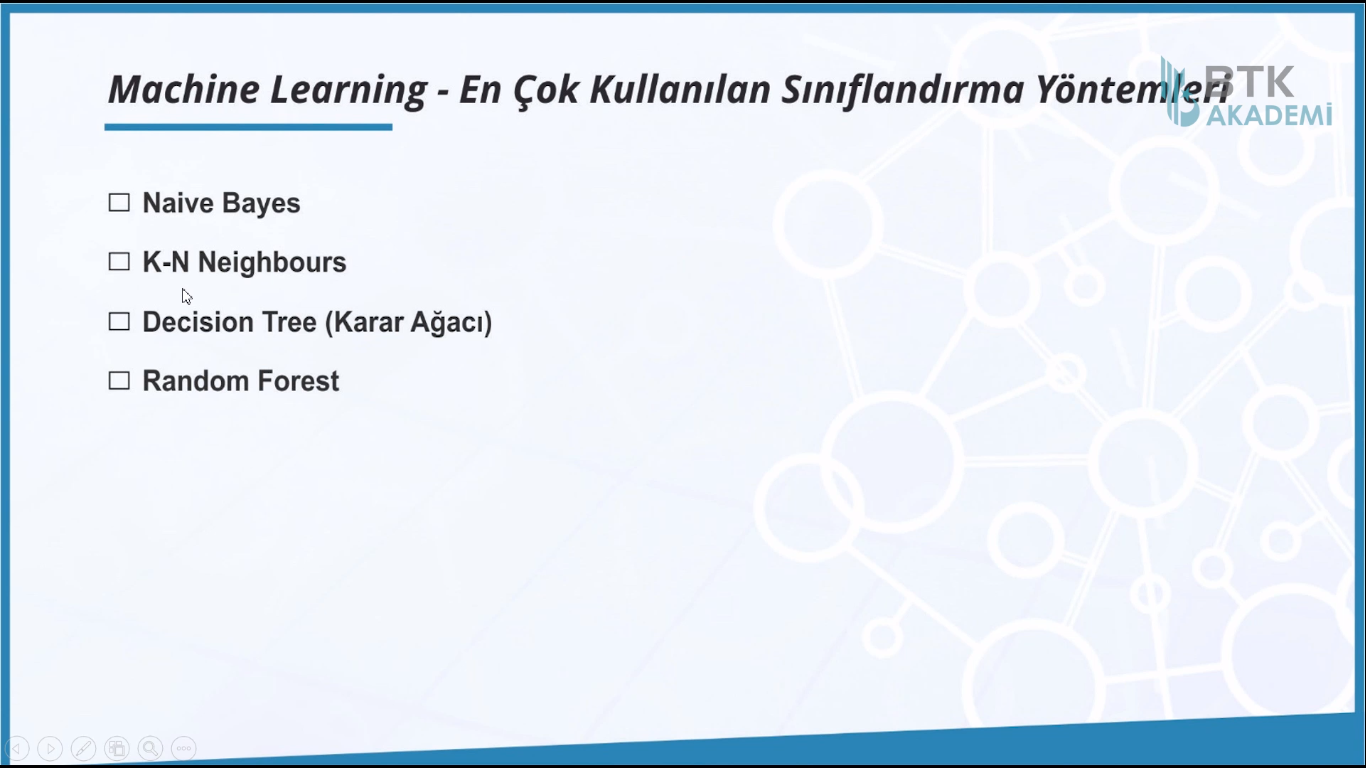 Machine Learning - En Çok Kullanılan Sınıflandırma Yöntemleri
BTK
AKADEMİ
Naive Bayes
K-N Neighbours
Decision Tree (Karar Ağacı)
Random Forest